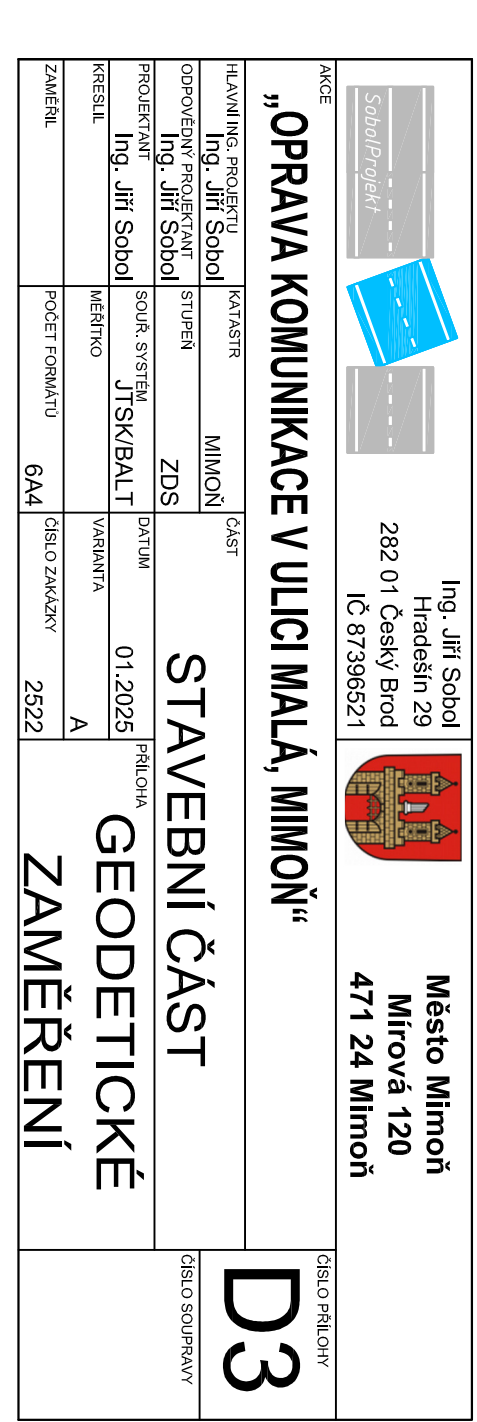 SobolProjekt
Ing. Jiří Sobol
Hradešín 29
282 01 Český Brod
IČ 87396521
Město Mimoň
Mírová 120
471 24 Mimoň
AKCE
„OPRAVA KOMUNIKACE V ULICI MALÁ, MIMOŇ“
ČÍSLO PŘÍLOHY
D3
HLAVNÍ ING. PROJEKTU
Ing. Jiří Sobol
KATASTR
MIMOŇ
ČÁST
STAVEBNÍ ČÁST
ODPOVĚDNÝ PROJEKTANT
Ing. Jiří Sobol
STUPEŇ
ZDS
ČÍSLO SOUPRAVY
PROJEKTANT
Ing. Jiří Sobol
SOUŘ. SYSTÉM
JTSK/BALT
DATUM
01.2025
PŘÍLOHA
GEODETICKÉ
ZAMĚŘENÍ
KRESLIL
MĚŘÍTKO
VARIANTA
A
ZAMĚŘIL
POČET FORMÁTŮ
6A4
ČÍSLO ZAKÁZKY
2522